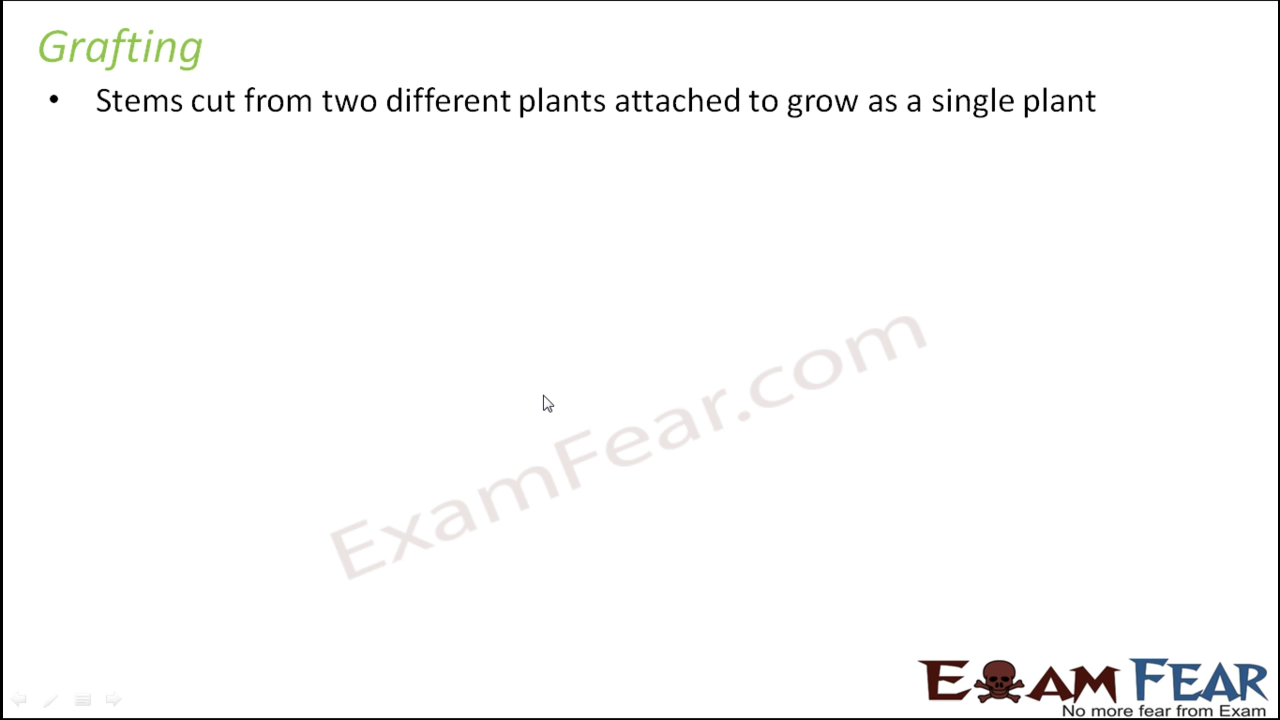 Grafting
• Stems cut from two different plants attached to grow as a single plant
ExamFear.com
EXAM FEAR
No more fear from Exam